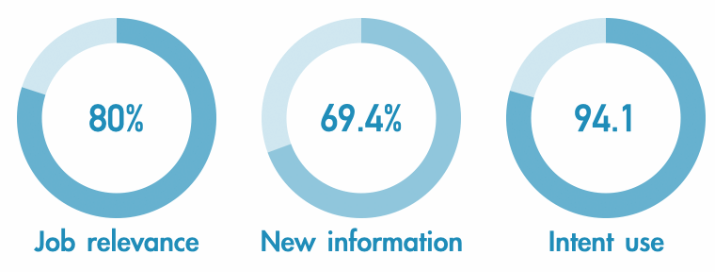 80%
69.4%
94.1
Job relevance
New information
Intent use